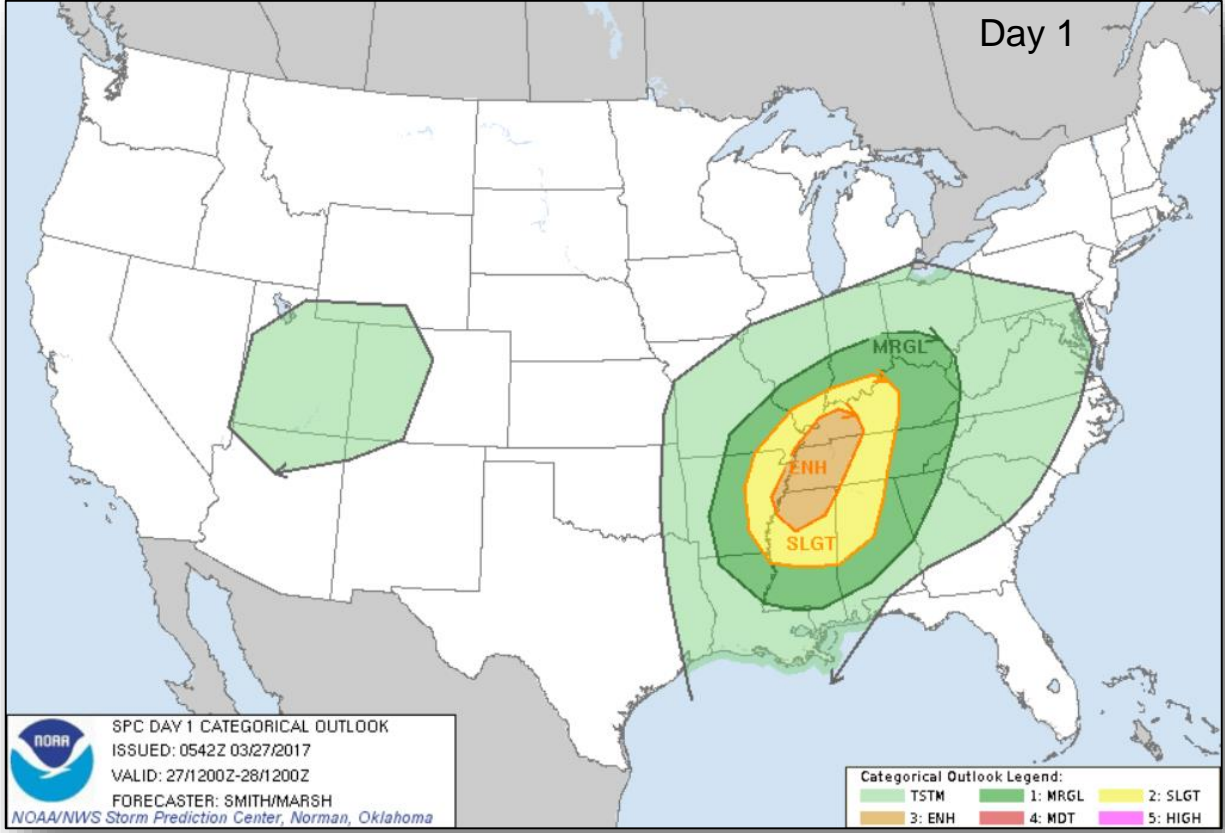 Day 1
MRGL
ENH
SLGT
NOAA
SPC DAY 1 CATEGORICAL OUTLOOK
ISSUED: 0542Z 03/27/2017
VALID: 27/1200Z-28/1200Z
FORECASTER: SMITH/MARSH
NOAA/NWS Storm Prediction Center, Norman, Oklahoma
Categorical Outlook Legend:
TSTM 1: MRGL 2: SLGT
3: ENH 4: MDT 5: HIGH